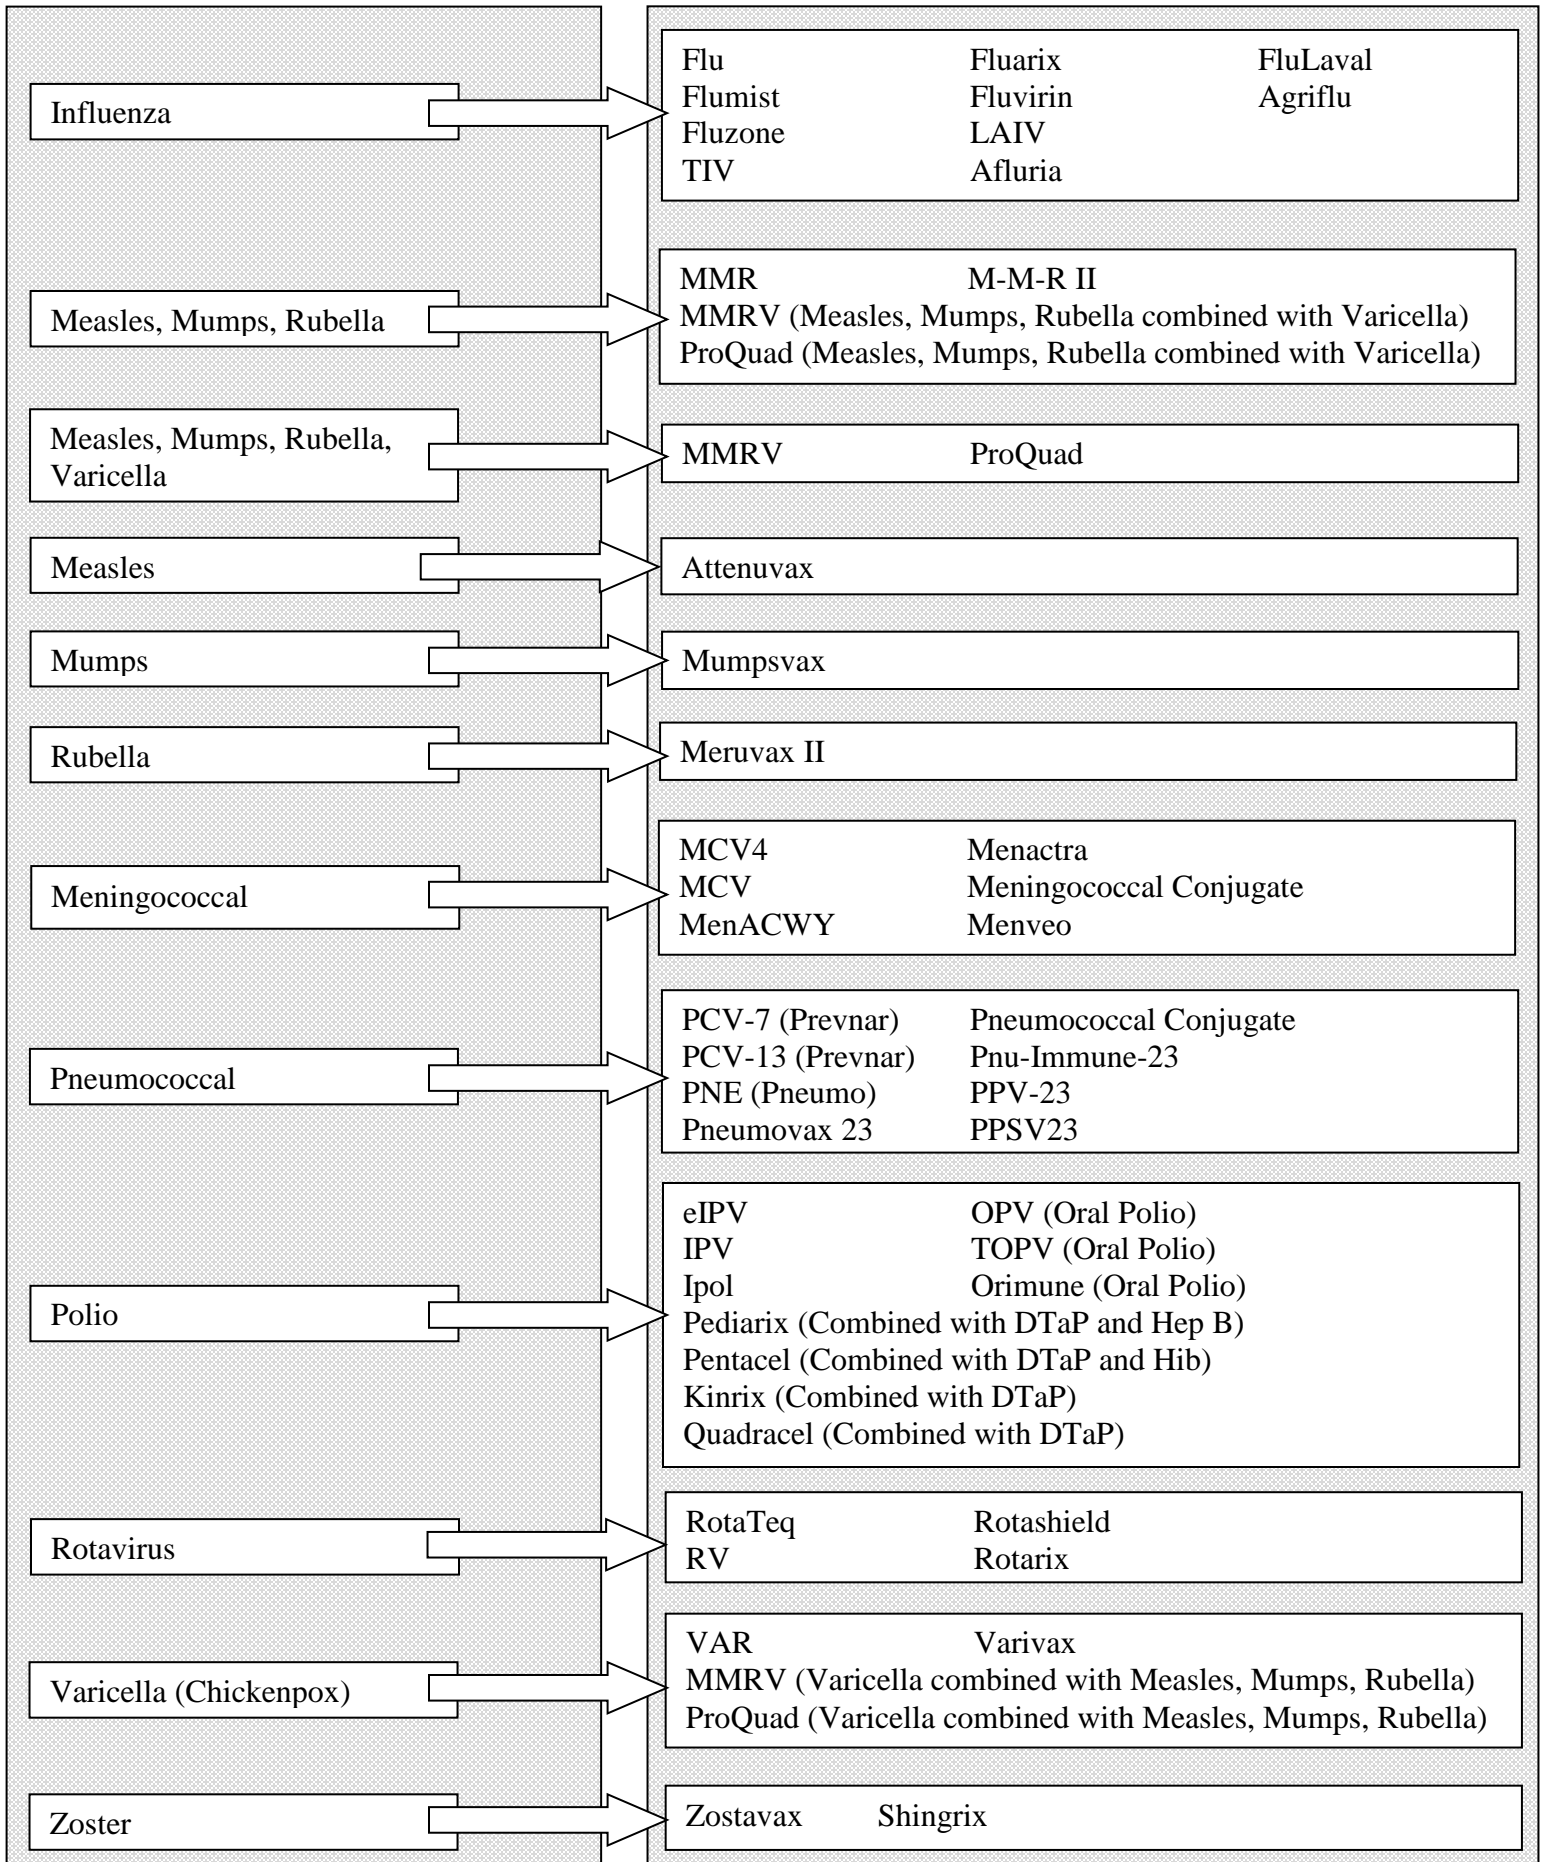 Influenza
Flu Fluarix FluLaval
Flumist Fluvirin Agriflu
Fluzone LAIV
TIV Afluria
Measles, Mumps, Rubella
MMR M-M-R II
MMRV (Measles, Mumps, Rubella combined with Varicella)
ProQuad (Measles, Mumps, Rubella combined with Varicella)
Measles, Mumps, Rubella,
Varicella
MMRV ProQuad
Measles
Attenuvax
Mumps
Mumpsvax
Rubella
Meruvax II
Meningococcal
MCV4 Menactra
MCV Meningococcal Conjugate
MenACWY Menveo
Pneumococcal
PCV-7 (Prevnar) Pneumococcal Conjugate
PCV-13 (Prevnar) Pnu-Immune-23
PNE (Pneumo) PPV-23
Pneumovax 23 PPSV23
Polio
eIPV OPV (Oral Polio)
IPV TOPV (Oral Polio)
Ipol Orimune (Oral Polio)
Pediarix (Combined with DTaP and Hep B)
Pentacel (Combined with DTaP and Hib)
Kinrix (Combined with DTaP)
Quadracel (Combined with DTaP)
Rotavirus
RotaTeq Rotashield
RV Rotarix
Varicella (Chickenpox)
VAR Varivax
MMRV (Varicella combined with Measles, Mumps, Rubella)
ProQuad (Varicella combined with Measles, Mumps, Rubella)
Zoster
Zostavax Shingrix